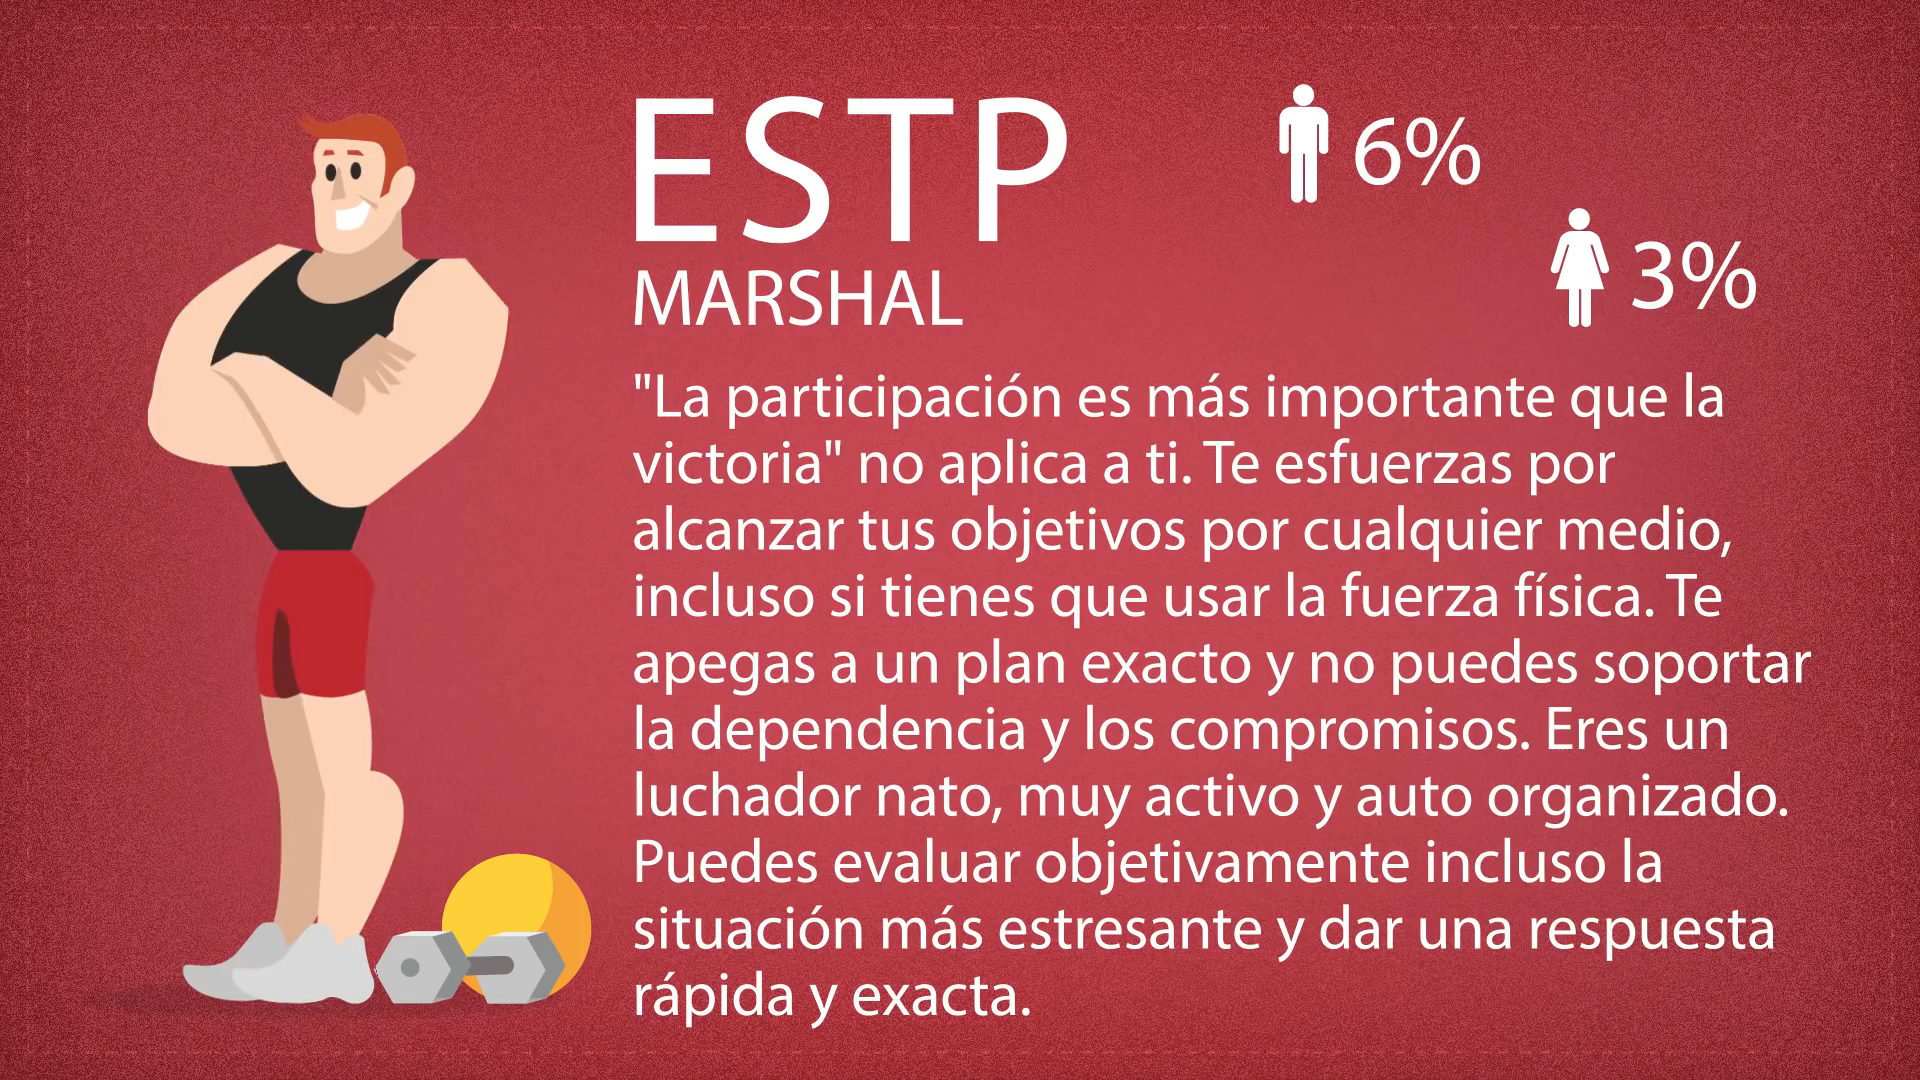 ESTP
MARSHAL
6%
3%
"La participación es más importante que la
victoria" no aplica a ti. Te esfuerzas por
alcanzar tus objetivos por cualquier medio,
incluso si tienes que usar la fuerza física. Te
apegas a un plan exacto y no puedes soportar
la dependencia y los compromisos. Eres un
luchador nato, muy activo y auto organizado.
Puedes evaluar objetivamente incluso la
situación más estresante y dar una respuesta
rápida y exacta.